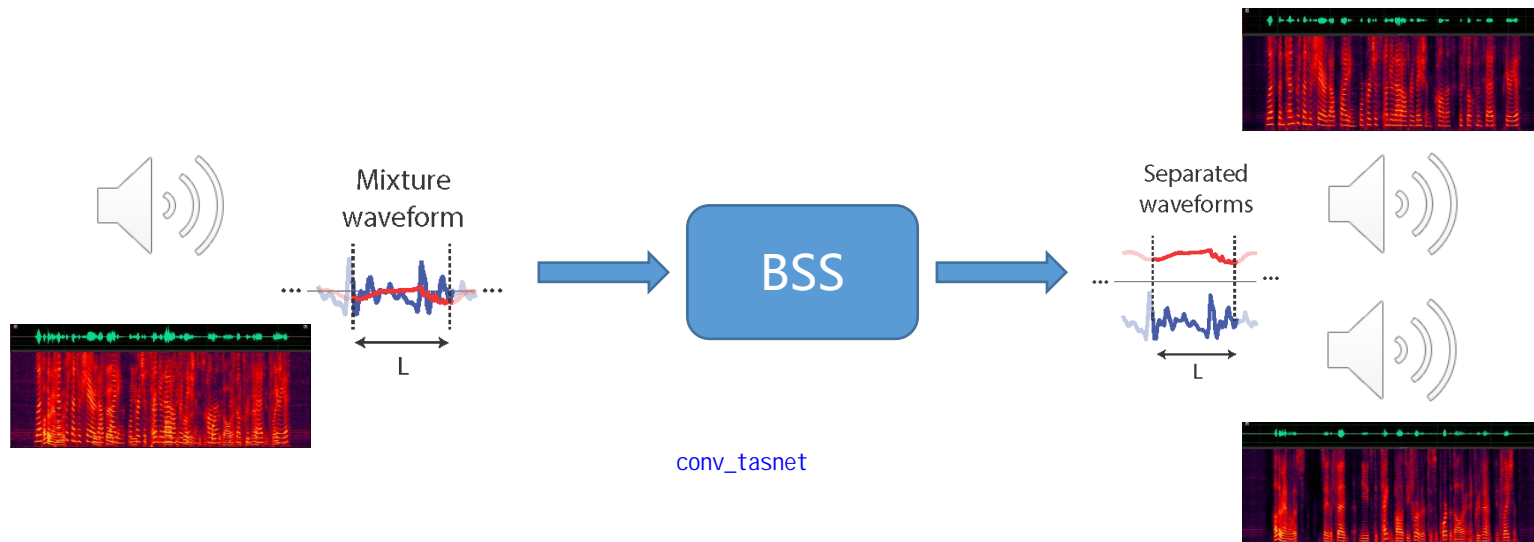 Mixture
waveform
...
...
L
BSS
Separated
waveforms
...
...
L
conv_tasnet